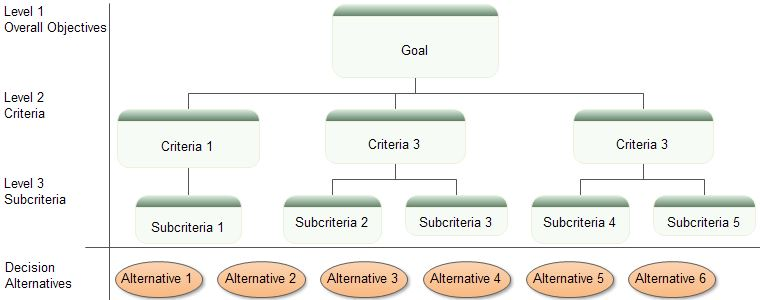 Level 1
Overall Objectives
Goal
Level 2
Criteria
Criteria 1
Criteria 3
Criteria 3
Level 3
Subcriteria
Subcriteria 1
Subcriteria 2
Subcriteria 3
Subcriteria 4
Subcriteria 5
Decision
Alternatives
Alternative 1
Alternative 2
Alternative 3
Alternative 4
Alternative 5
Alternative 6